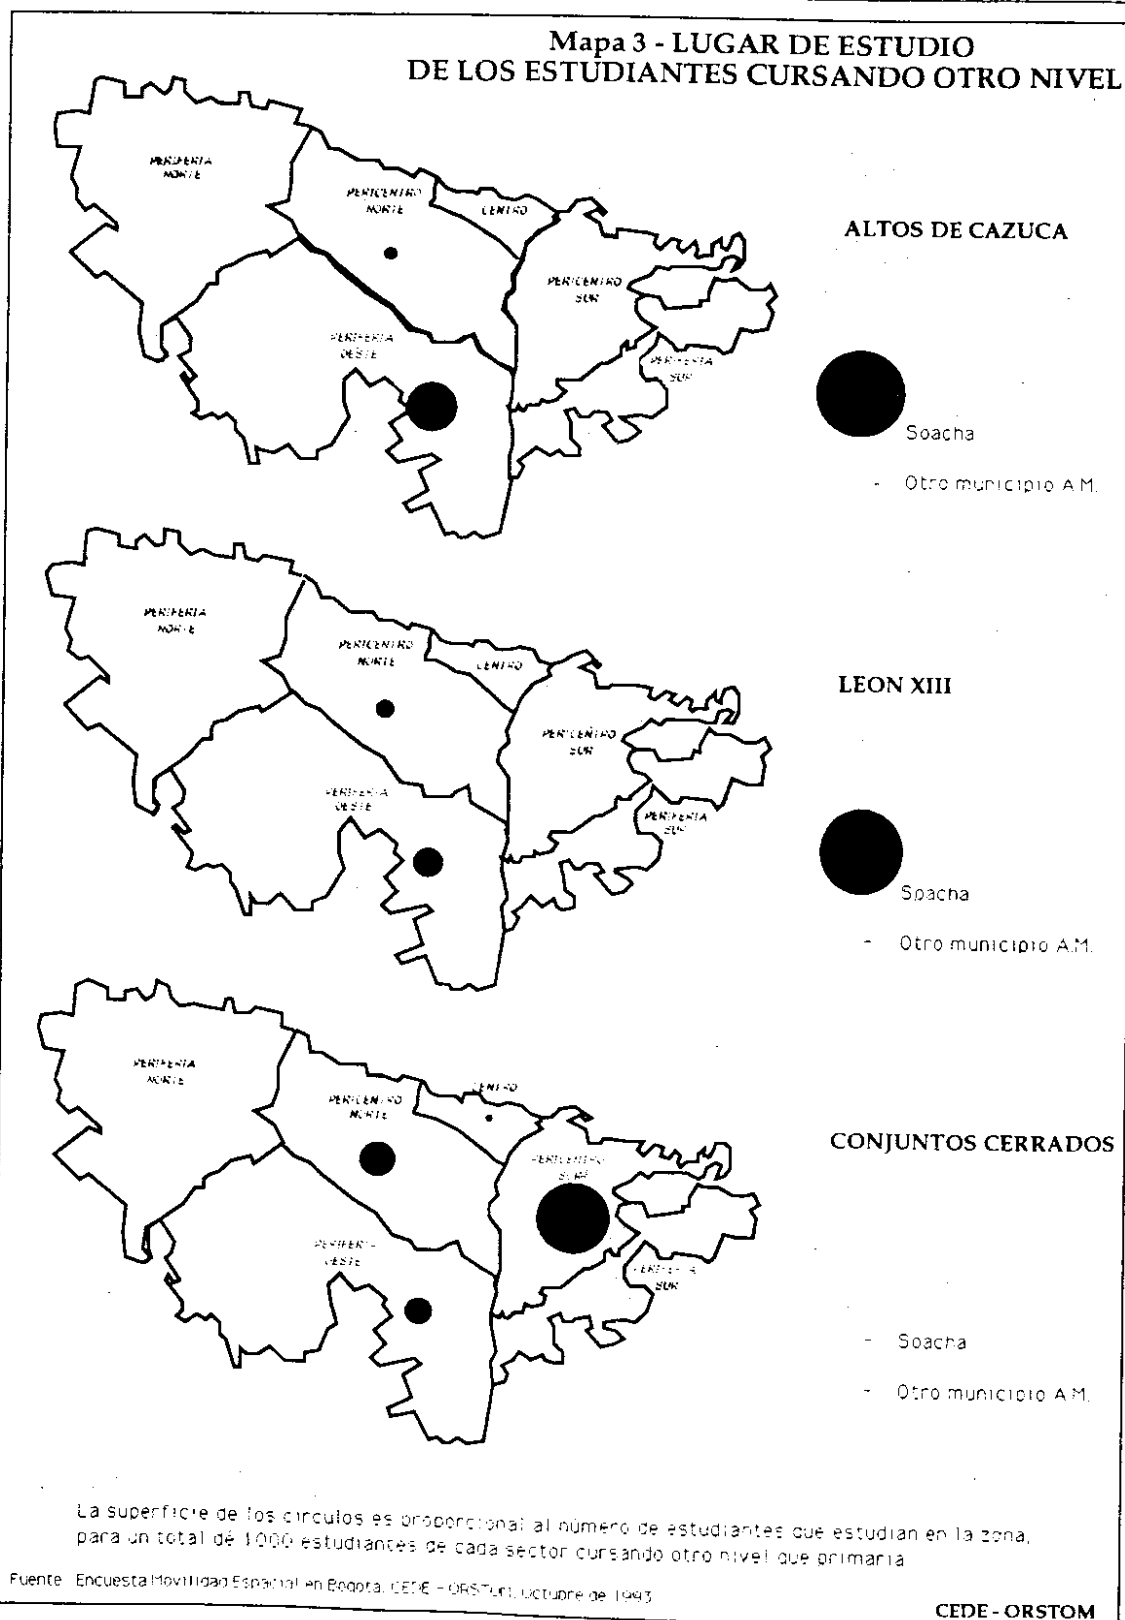 Mapa 3 - LUGAR DE ESTUDIO
DE LOS ESTUDIANTES CURSANDO OTRO NIVEL
ALTOS DE CAZUCA
PERIFERIA
NORTE
PERICENTRO
NORTE
CENTRO
PERICENTRO
SUR
PERIFERIA
OESTE
PERIFERIA
SUR
Soacha
- Otro municipio A.M.
LEON XIII
PERIFERIA
NORTE
PERICENTRO
NORTE
CENTRO
PERICENTRO
SUR
PERIFERIA
OESTE
PERIFERIA
SUR
Soacha
- Otro municipio A.M.
CONJUNTOS CERRADOS
PERIFERIA
NORTE
PERICENTRO
NORTE
CENTRO
PERICENTRO
SUR
PERIFERIA
OESTE
PERIFERIA
SUR
- Soacha
- Otro municipio A.M.
La superficie de los circulos es proporcional al número de estudiantes que estudian en la zona,
para un total de 1000 estudiantes de cada sector cursando otro nivel que primaria
Fuente Encuesta Movilidad Espacial en Bogota, CEDE - ORSTOM, Octubre de 1993
CEDE - ORSTOM